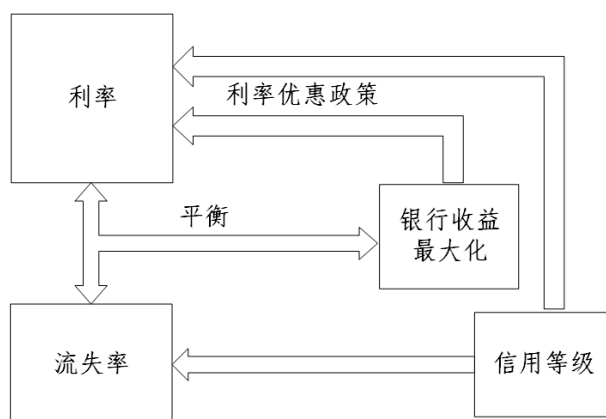 利率
利率优惠政策
平衡
银行收益
最大化
流失率
信用等级